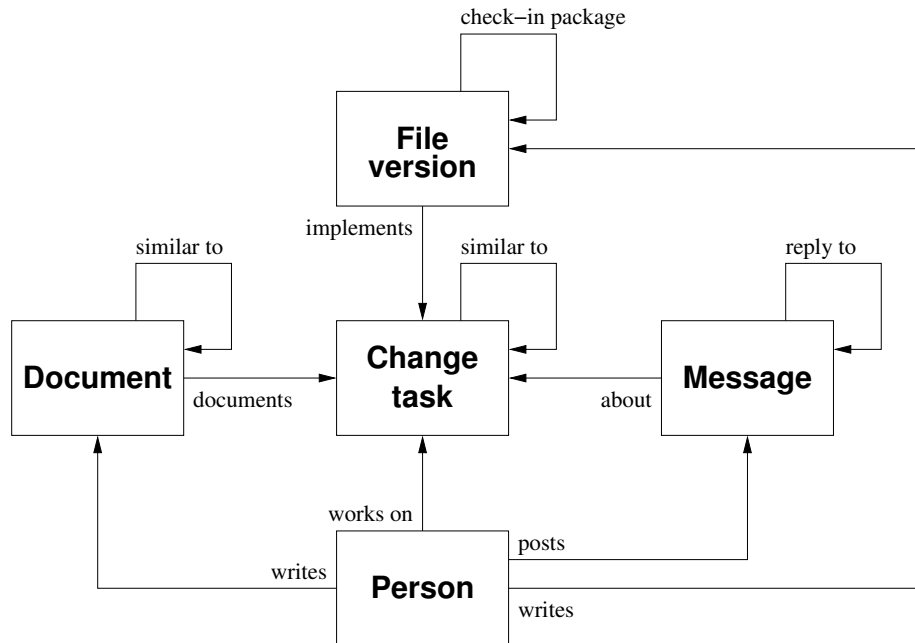 check–in package
File
version
implements
similar to
similar to
reply to
Document
documents
Change
task
about
Message
works on
posts
writes
Person
writes